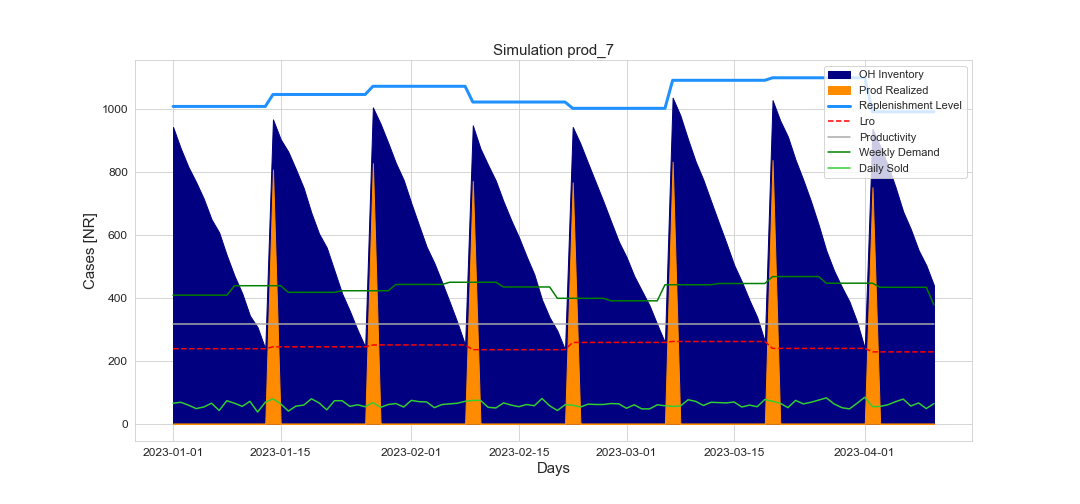 Simulation prod_7
OH Inventory
Prod Realized
Replenishment Level
Lro
Productivity
Weekly Demand
Daily Sold
Cases [NR]
1000
800
600
400
200
0
2023-01-01
2023-01-15
2023-02-01
2023-02-15
2023-03-01
2023-03-15
2023-04-01
Days